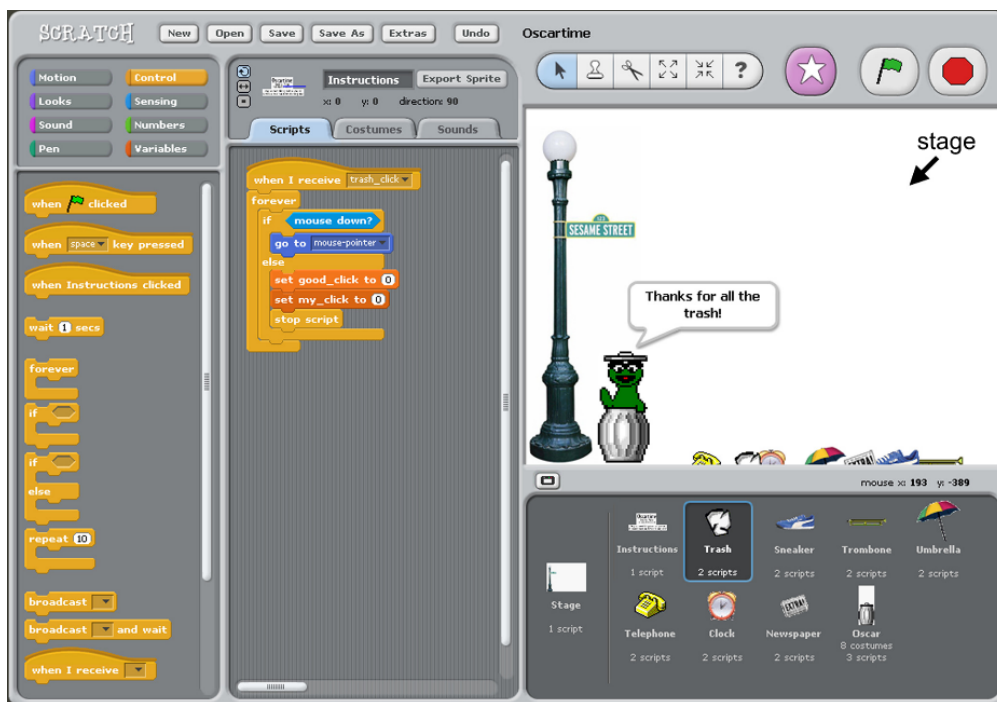 SCRATCH New Open Save Save As Extras Undo Oscartime
Motion Control
Looks Sensing
Sound Numbers
Pen Variables
when clicked
when space key pressed
when Instructions clicked
wait 1 secs
forever
if
if
else
repeat 10
broadcast
broadcast and wait
when I receive
Instructions Export Sprite
x: 0 y: 0 direction: 90
Scripts Costumes Sounds
when I receive trash_click
forever
if mouse down?
go to mouse-pointer
else
set good_click to 0
set my_click to 0
stop script
?
stage
SESAME STREET
Thanks for all the
trash!
EXTRA!
mouse x: 193 y: -389
Stage
1 script
Instructions Trash Sneaker Trombone Umbrella
1 script 2 scripts 2 scripts 2 scripts 2 scripts
EXTRA!
Telephone Clock Newspaper Oscar
8 costumes
2 scripts 2 scripts 2 scripts 3 scripts